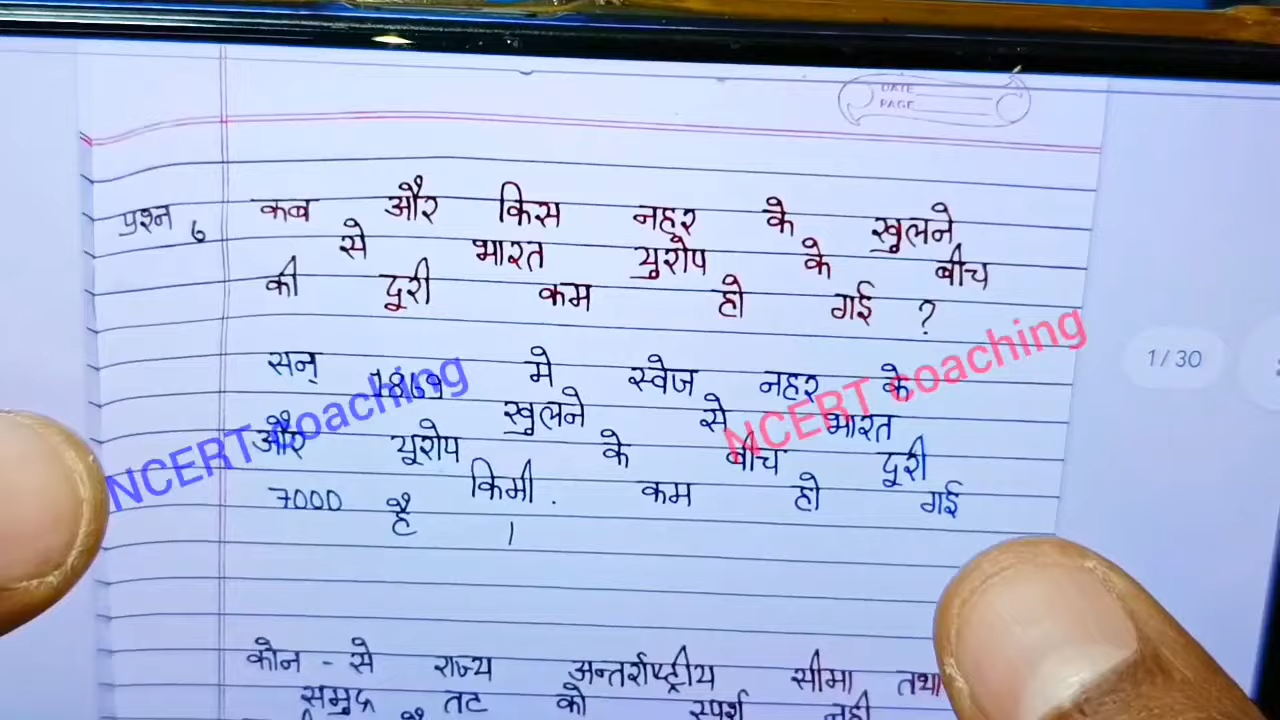 DATE
PAGE
प्रश्न 6 कब और किस नहर के खुलने
से भारत युरोप के बीच
की दूरी कम हो गई ?
1/30
सन् 1869 मे स्वेज नहर के
खुलने से भारत
और यूरोप के बीच दूरी
7000 किमी. कम हो गई
है ।
NCERT coaching
NCERT coaching
कौन - से राज्य अन्तर्राष्ट्रीय सीमा तथा
समुद्र तट को स्पर्श नही